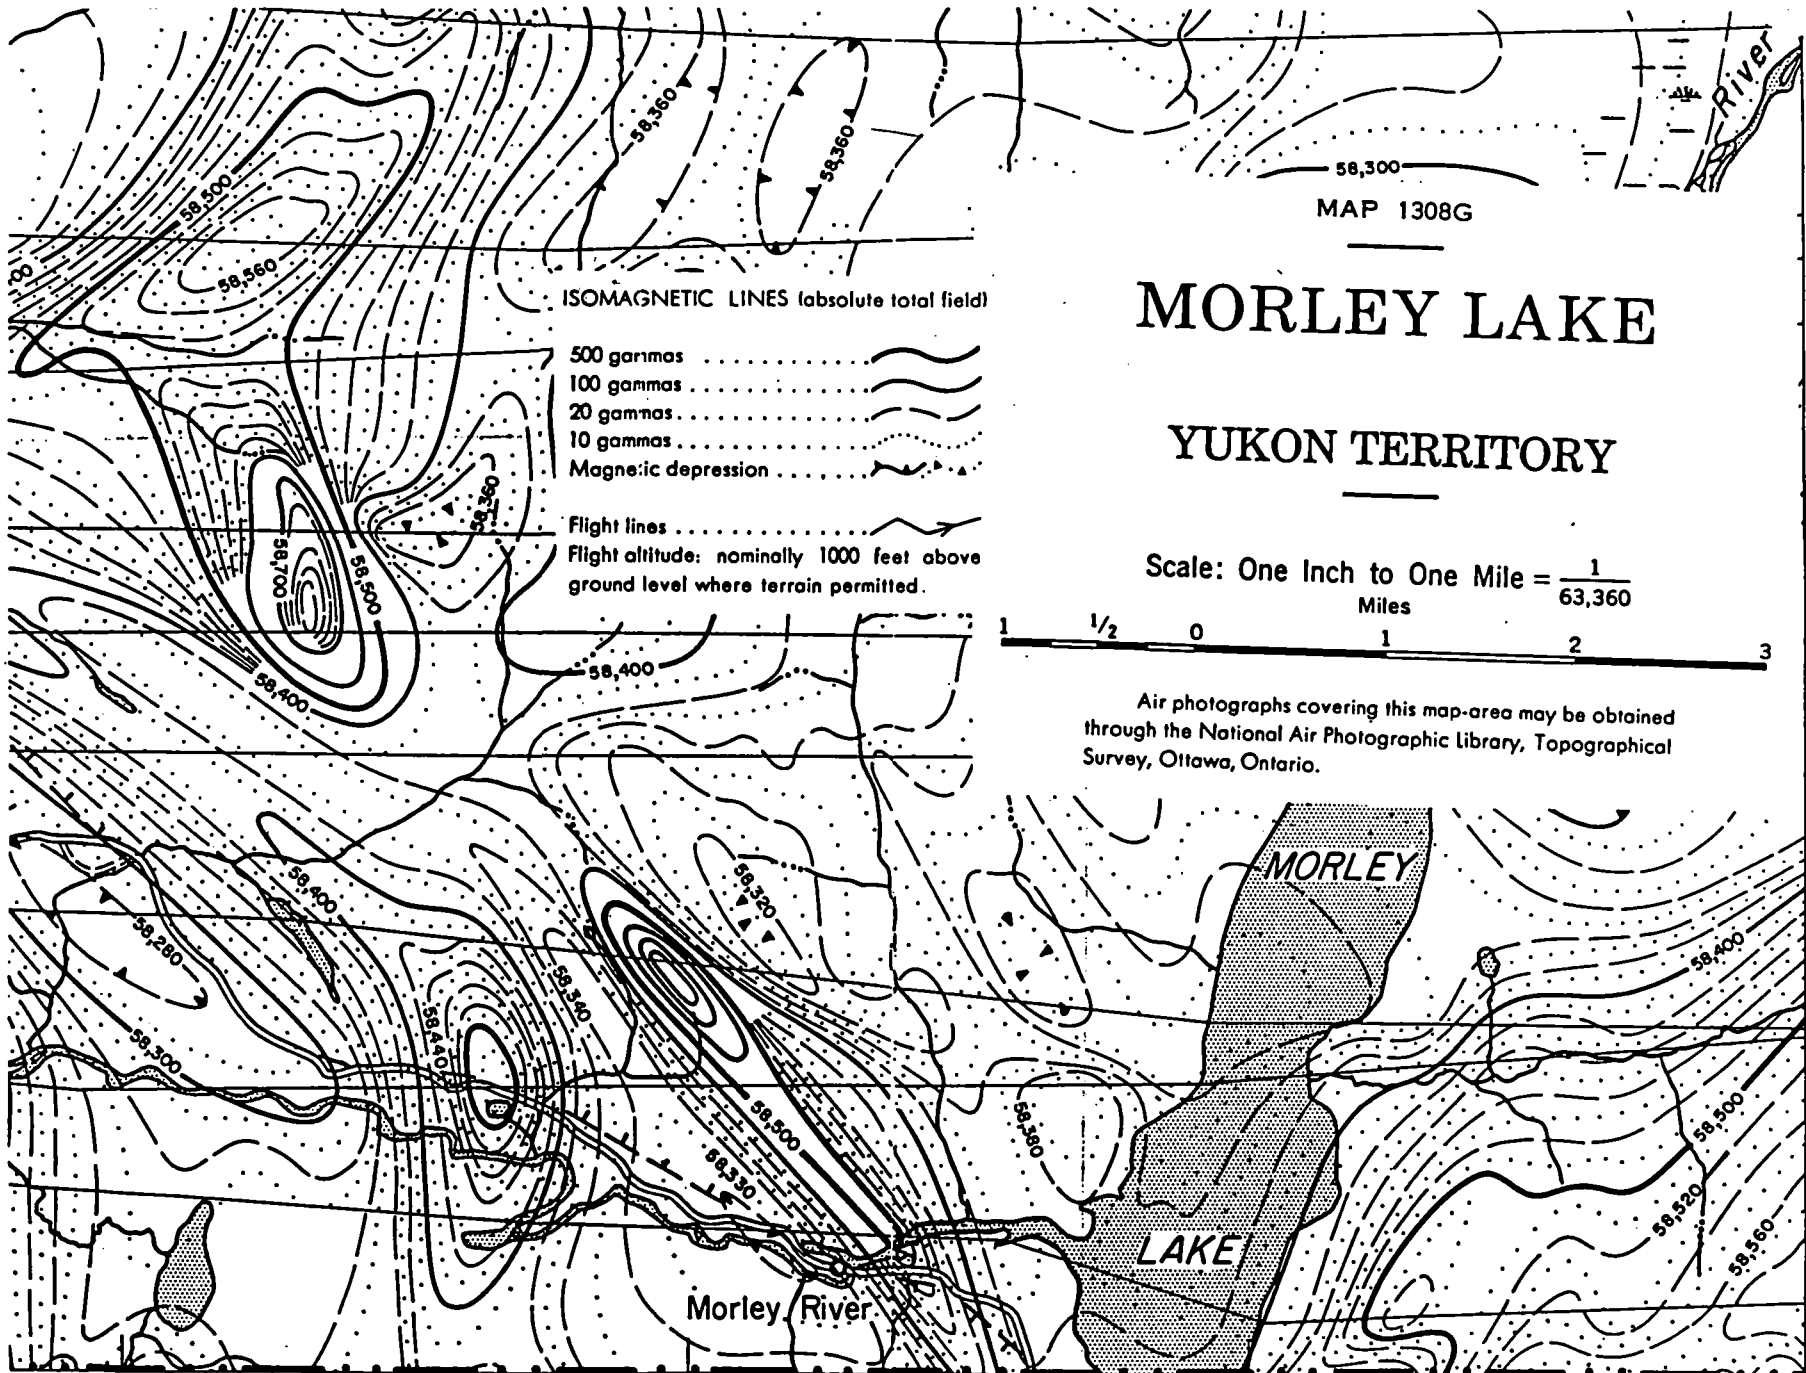 River
58,300
MAP 1308G
MORLEY LAKE
YUKON TERRITORY
Scale: One Inch to One Mile = 1
63,360
Miles
1 1/2 0 1 2 3
Air photographs covering this map-area may be obtained
through the National Air Photographic Library, Topographical
Survey, Ottawa, Ontario.
ISOMAGNETIC LINES (absolute total field)
500 gammas
100 gammas
20 gammas
10 gammas
Magnetic depression
Flight lines
Flight altitude: nominally 1000 feet above
ground level where terrain permitted.
58,360
58,360
58,500
58,560
58,360
58,700
58,500
58,400
58,400
58,400
58,320
58,280
58,340
58,440
58,300
58,500
58,330
58,380
MORLEY
LAKE
58,400
58,500
58,520
58,560
Morley River